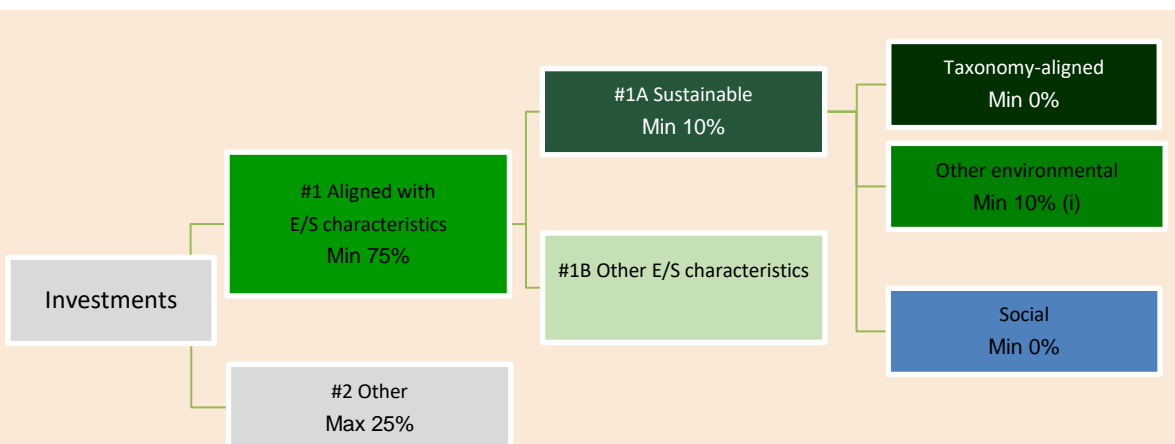 Investments
#1 Aligned with
E/S characteristics
Min 75%
#2 Other
Max 25%
#1A Sustainable
Min 10%
#1B Other E/S characteristics
Taxonomy-aligned
Min 0%
Other environmental
Min 10% (i)
Social
Min 0%